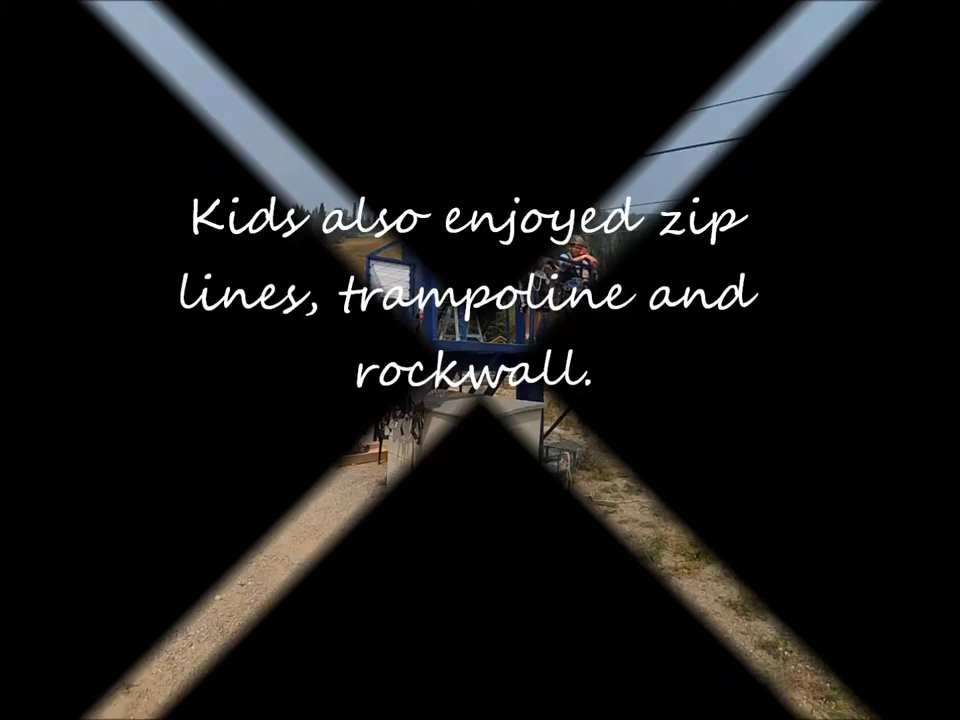 Kids also enjoyed zip
lines, trampoline and
rockwall.